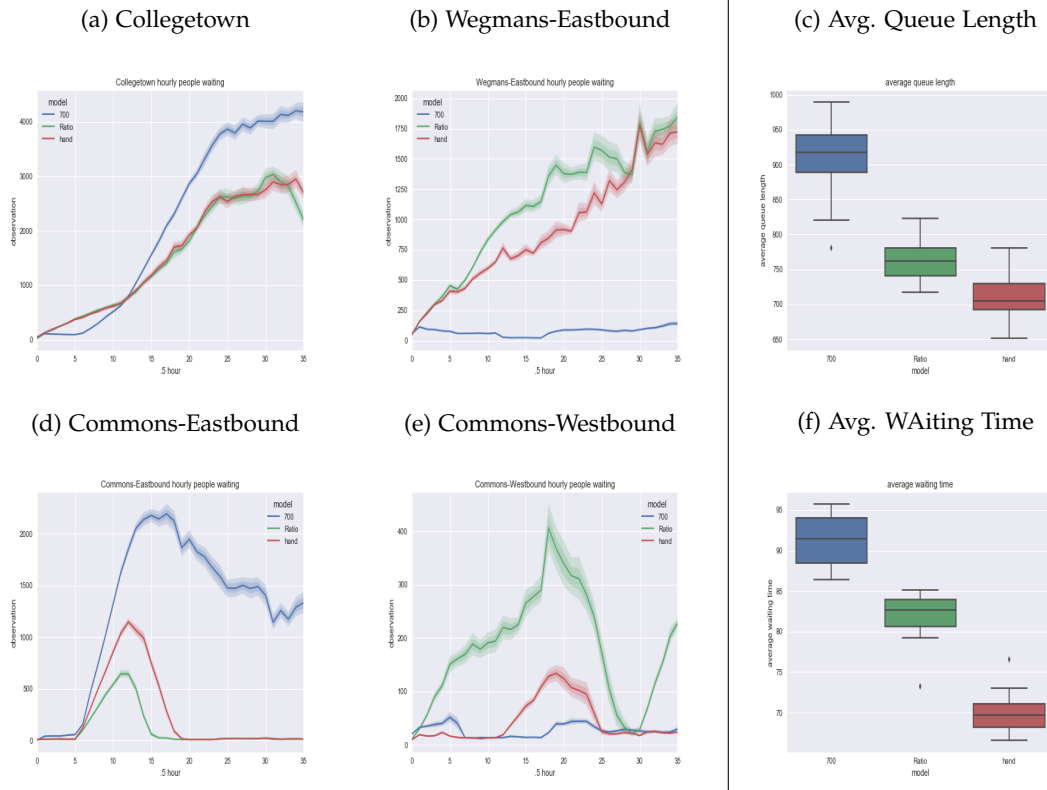 (a) Collegetown
Collegetown hourly people waiting
model
700
Ratio
hand
observation
4000
3000
2000
1000
0
0 5 10 15 20 25 30 35
.5 hour
(b) Wegmans-Eastbound
Wegmans-Eastbound hourly people waiting
model
700
Ratio
hand
observation
2000
1750
1500
1250
1000
750
500
250
0
0 5 10 15 20 25 30 35
.5 hour
(c) Avg. Queue Length
average queue length
average queue length
1000
950
900
850
800
750
700
650
700 Ratio hand
model
(d) Commons-Eastbound
Commons-Eastbound hourly people waiting
model
700
Ratio
hand
observation
2000
1500
1000
500
0
0 5 10 15 20 25 30 35
.5 hour
(e) Commons-Westbound
Commons-Westbound hourly people waiting
model
700
Ratio
hand
observation
400
300
200
100
0
0 5 10 15 20 25 30 35
.5 hour
(f) Avg. WAiting Time
average waiting time
average waiting time
95
90
85
80
75
70
700 Ratio hand
model